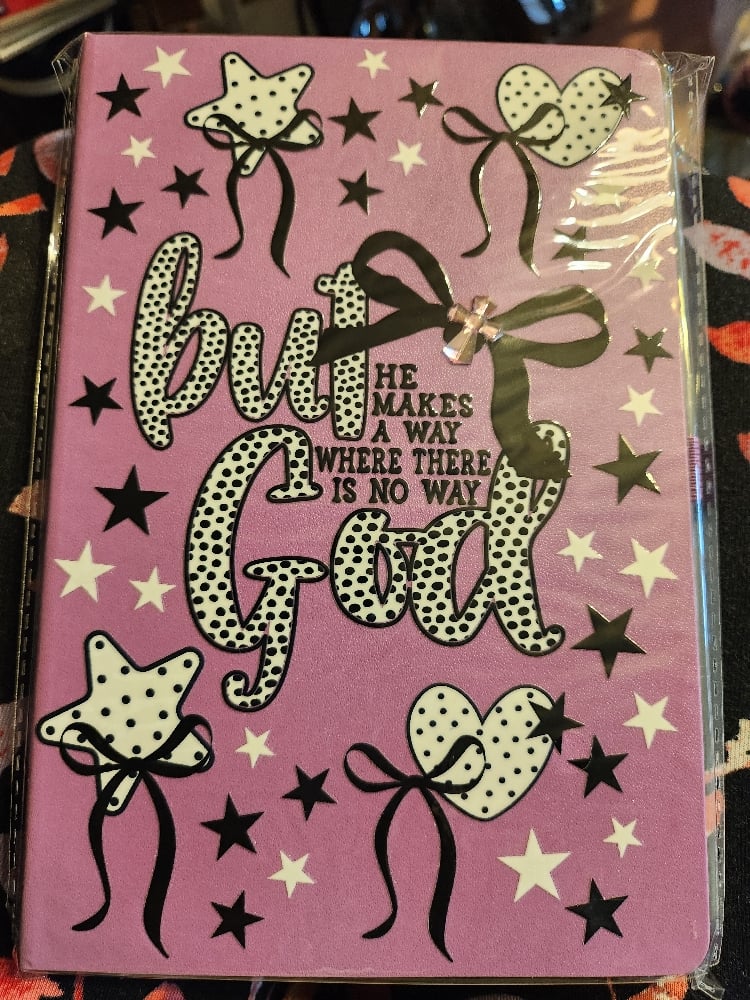 but
HE
MAKES
A WAY
WHERE THERE
IS NO WAY
God